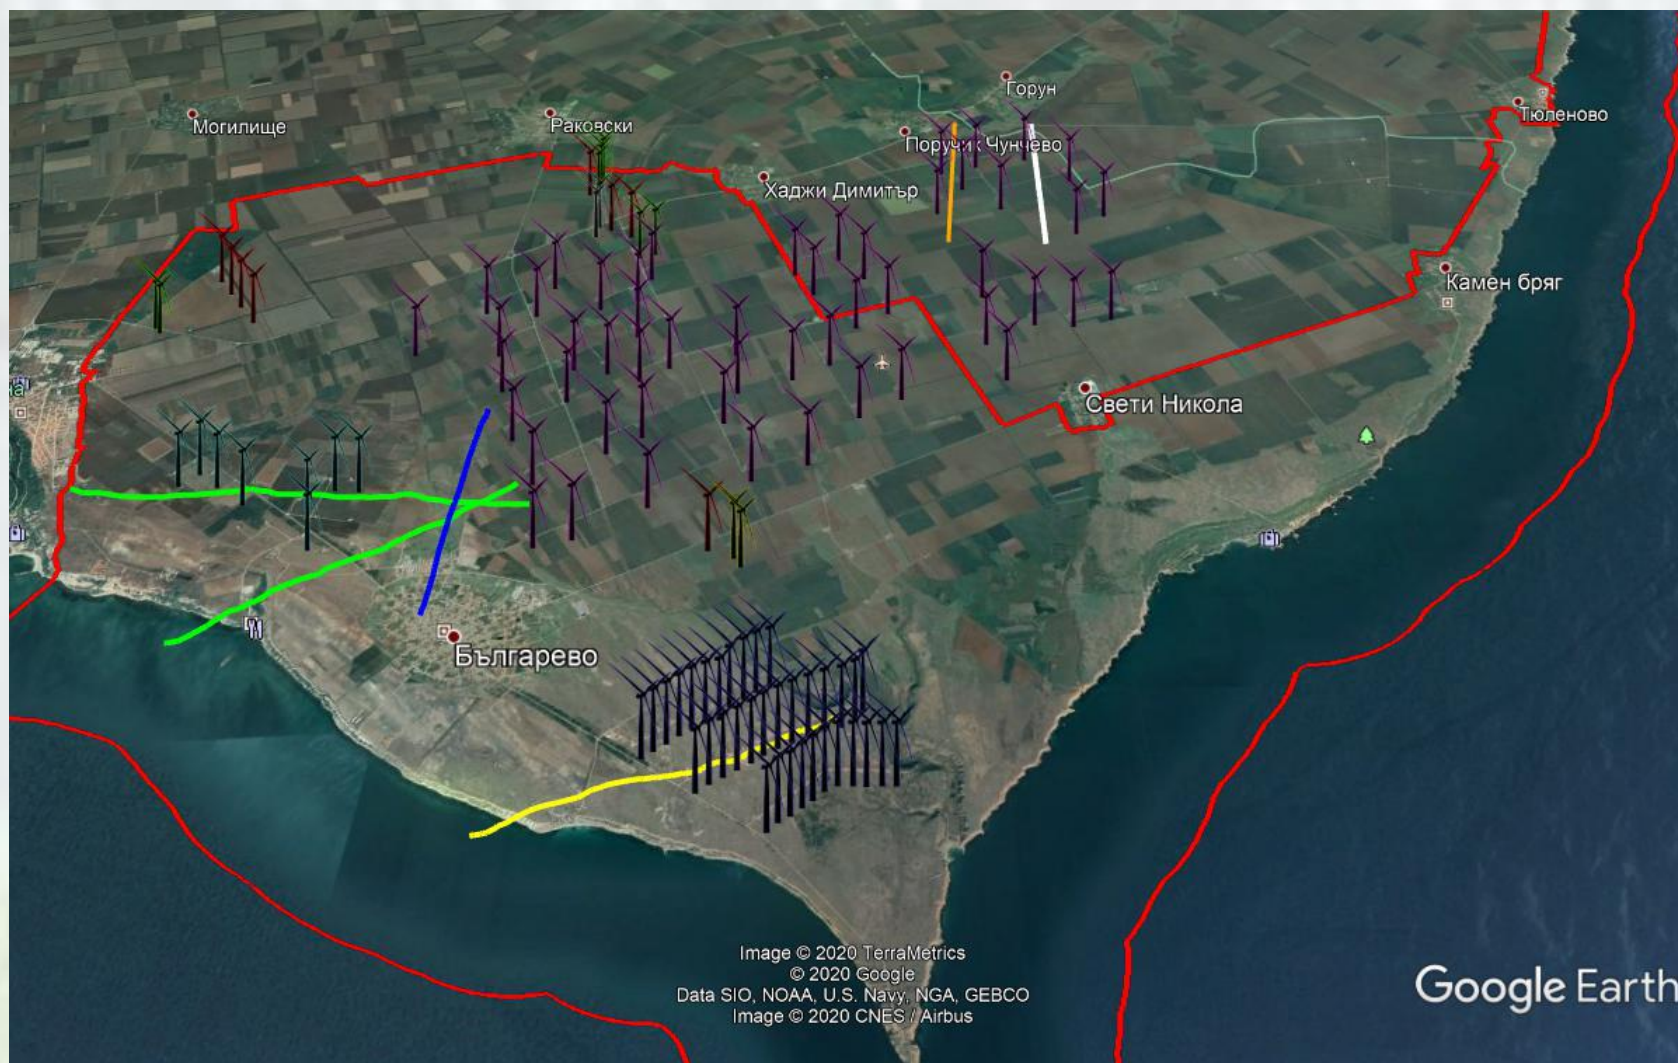 Горун
Могилище
Раковски
Тюленово
Поручик Чунчево
Хаджи Димитър
Камен бряг
Свети Никола
Българево
Image © 2020 TerraMetrics
© 2020 Google
Data SIO, NOAA, U.S. Navy, NGA, GEBCO
Image © 2020 CNES / Airbus
Google Earth